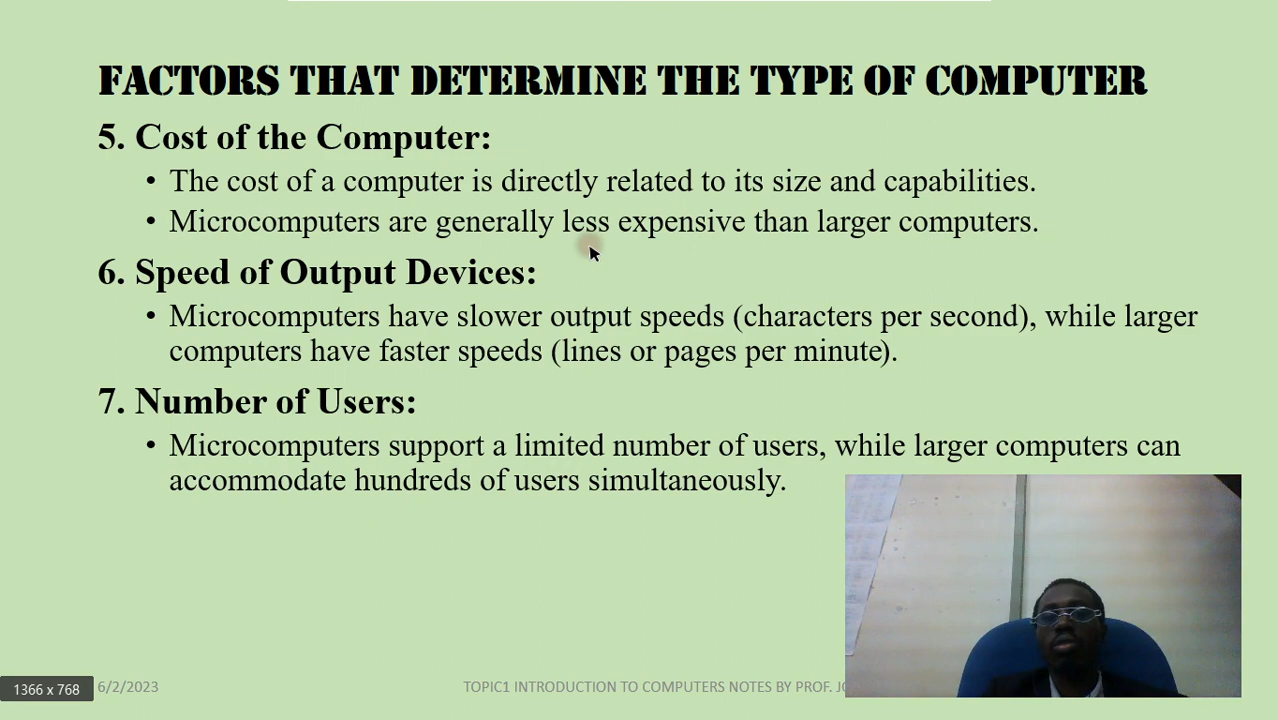 FACTORS THAT DETERMINE THE TYPE OF COMPUTER
5. Cost of the Computer:
• The cost of a computer is directly related to its size and capabilities.
• Microcomputers are generally less expensive than larger computers.
6. Speed of Output Devices:
• Microcomputers have slower output speeds (characters per second), while larger
computers have faster speeds (lines or pages per minute).
7. Number of Users:
• Microcomputers support a limited number of users, while larger computers can
accommodate hundreds of users simultaneously.
1366 x 768
6/2/2023
TOPIC1 INTRODUCTION TO COMPUTERS NOTES BY PROF.